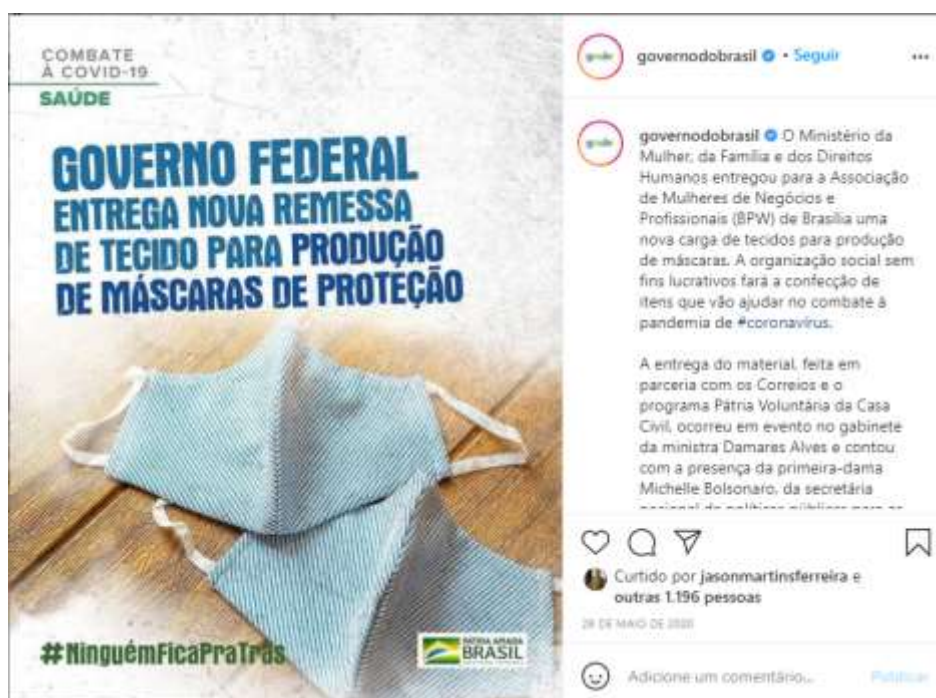 COMBATE
À COVID-19
SAÚDE
GOVERNO FEDERAL
ENTREGA NOVA REMESSA
DE TECIDO PARA PRODUÇÃO
DE MÁSCARAS DE PROTEÇÃO
#NinguémFicaPraTrás
PÁTRIA AMADA
BRASIL
governodobrasil • Seguir
governodobrasil O Ministério da
Mulher, da Família e dos Direitos
Humanos entregou para a Associação
de Mulheres de Negócios e
Profissionais (BPW) de Brasília uma
nova carga de tecidos para produção
de máscaras. A organização social sem
fins lucrativos fará a confecção de
itens que vão ajudar no combate à
pandemia de #coronavírus.
A entrega do material, feita em
parceria com os Correios e o
programa Pátria Voluntária da Casa
Civil, ocorreu em evento no gabinete
da ministra Damares Alves e contou
com a presença da primeira-dama
Michelle Bolsonaro, da secretária
Curtido por jasonmartinsferreira e
outras 1.196 pessoas
DE MAIO DE 2020
Adicione um comentário...
Publicar